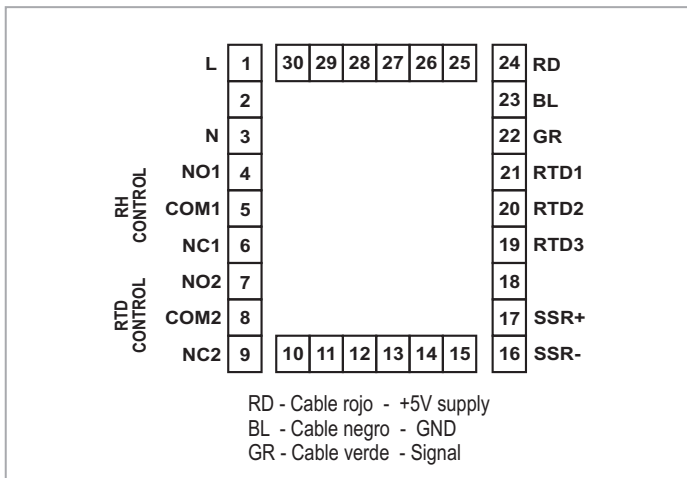 L 1 30 29 28 27 26 25 24 RD
2 23 BL
N 3 22 GR
NO1 4 21 RTD1
RH CONTROL COM1 5 20 RTD2
NC1 6 19 RTD3
NO2 7 18
RTD CONTROL COM2 8 17 SSR+
NC2 9 10 11 12 13 14 15 16 SSR-
RD - Cable rojo - +5V supply
BL - Cable negro - GND
GR - Cable verde - Signal